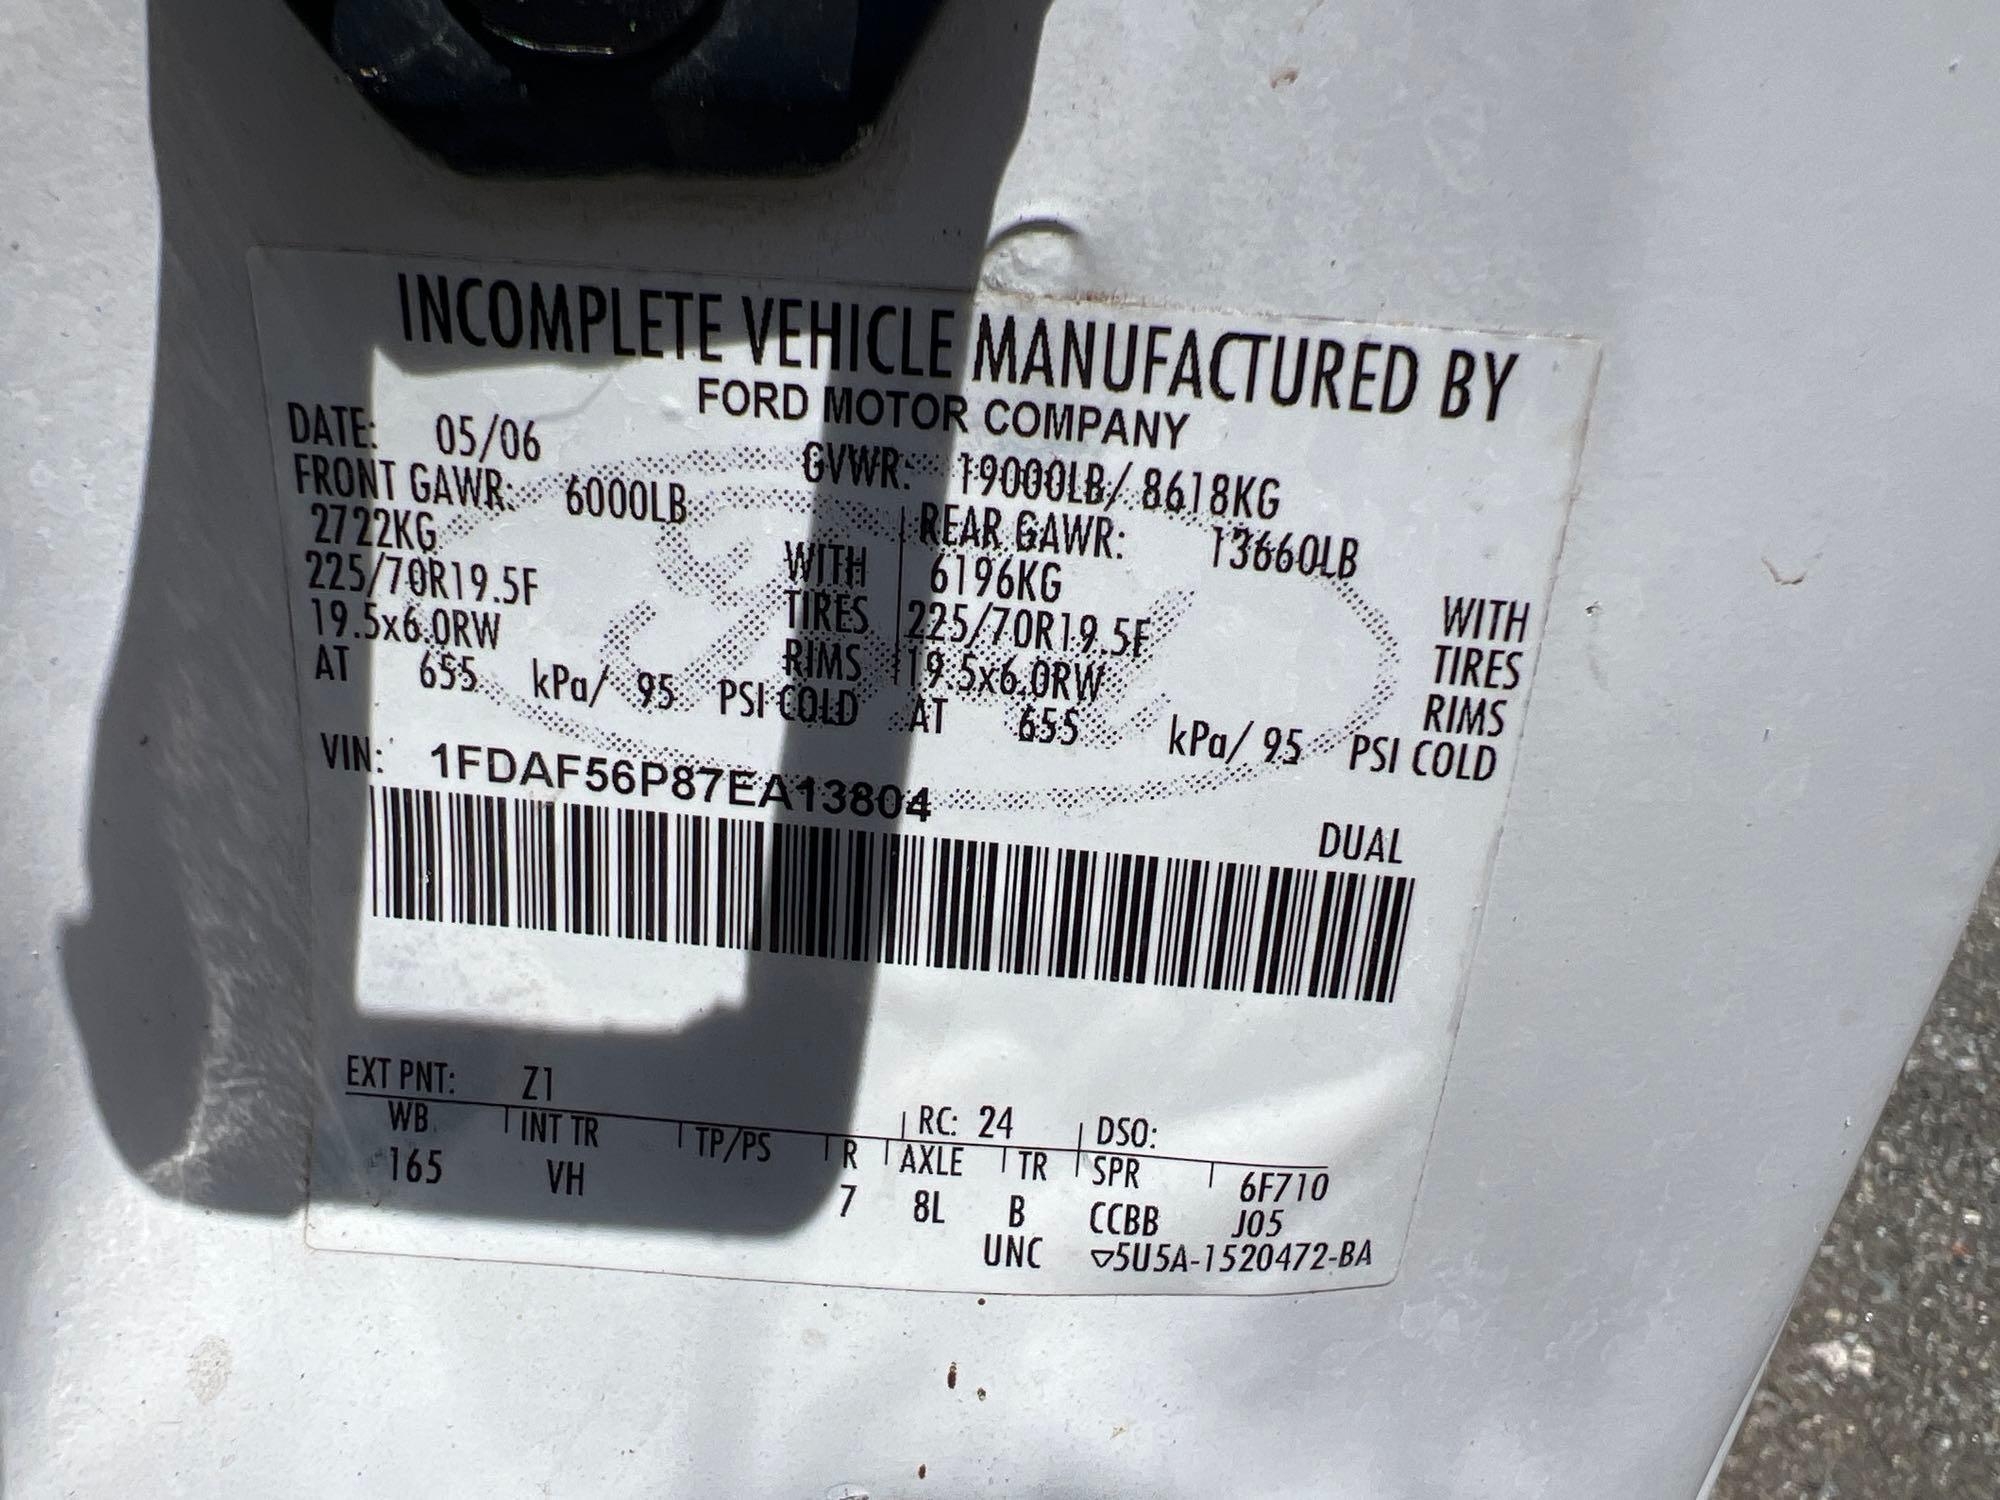 INCOMPLETE VEHICLE MANUFACTURED BY
FORD MOTOR COMPANY
DATE: 05/06 GVWR: 19000LB/ 8618KG
FRONT GAWR: 6000LB REAR GAWR: 13660LB
2722KG WITH 6196KG WITH
225/70R19.5F TIRES 225/70R19.5F TIRES
19.5x6.0RW RIMS 19.5x6.0RW RIMS
AT 655 kPa/ 95 PSI COLD AT 655 kPa/ 95 PSI COLD
VIN: 1FDAF56P87EA13804
DUAL
EXT PNT: Z1 RC: 24 DSO:
WB INT TR TP/PS R AXLE TR SPR 6F710
165 VH 7 8L B CCBB J05
UNC ▽5U5A-1520472-BA